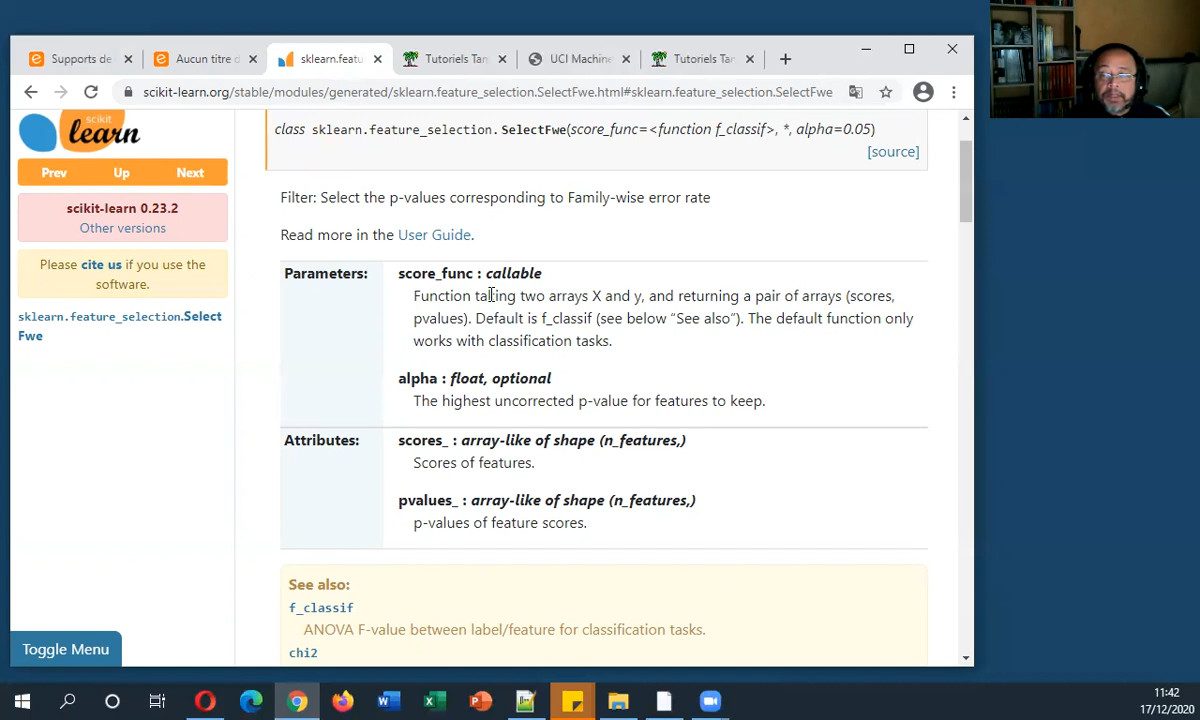 Supports de
Aucun titre d
sklearn.featu
Tutoriels Tan
UCI Machine
Tutoriels Tan
scikit-learn.org/stable/modules/generated/sklearn.feature_selection.SelectFwe.html#sklearn.feature_selection.SelectFwe
scikit
learn
Prev Up Next
scikit-learn 0.23.2
Other versions
Please cite us if you use the
software.
sklearn.feature_selection.Select
Fwe
Toggle Menu
class sklearn.feature_selection.SelectFwe(score_func=<function f_classif>, *, alpha=0.05)
[source]
Filter: Select the p-values corresponding to Family-wise error rate
Read more in the User Guide.
Parameters:
score_func : callable
Function taking two arrays X and y, and returning a pair of arrays (scores,
pvalues). Default is f_classif (see below “See also”). The default function only
works with classification tasks.
alpha : float, optional
The highest uncorrected p-value for features to keep.
Attributes:
scores_ : array-like of shape (n_features,)
Scores of features.
pvalues_ : array-like of shape (n_features,)
p-values of feature scores.
See also:
f_classif
ANOVA F-value between label/feature for classification tasks.
chi2
11:42
17/12/2020